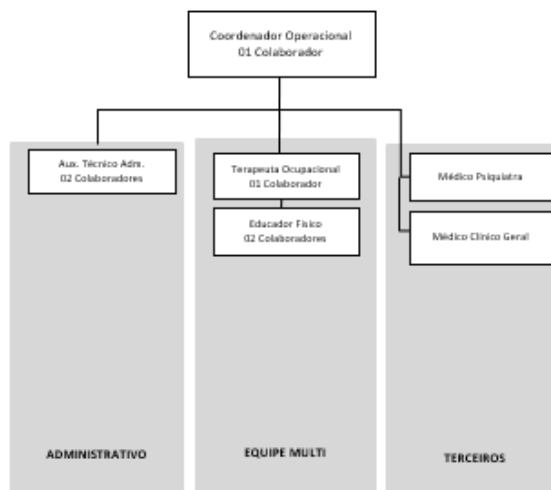 Coordenador Operacional
01 Colaborador
Aux. Técnico Adm.
02 Colaboradores
Terapeuta Ocupacional
01 Colaborador
Educador Físico
02 Colaboradores
Médico Psiquiatra
Médico Clínico Geral
ADMINISTRATIVO
EQUIPE MULTI
TERCEIROS